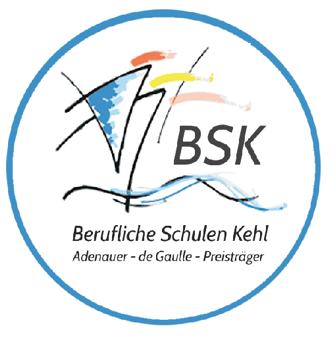 BSK
Berufliche Schulen Kehl
Adenauer - de Gaulle - Preisträger